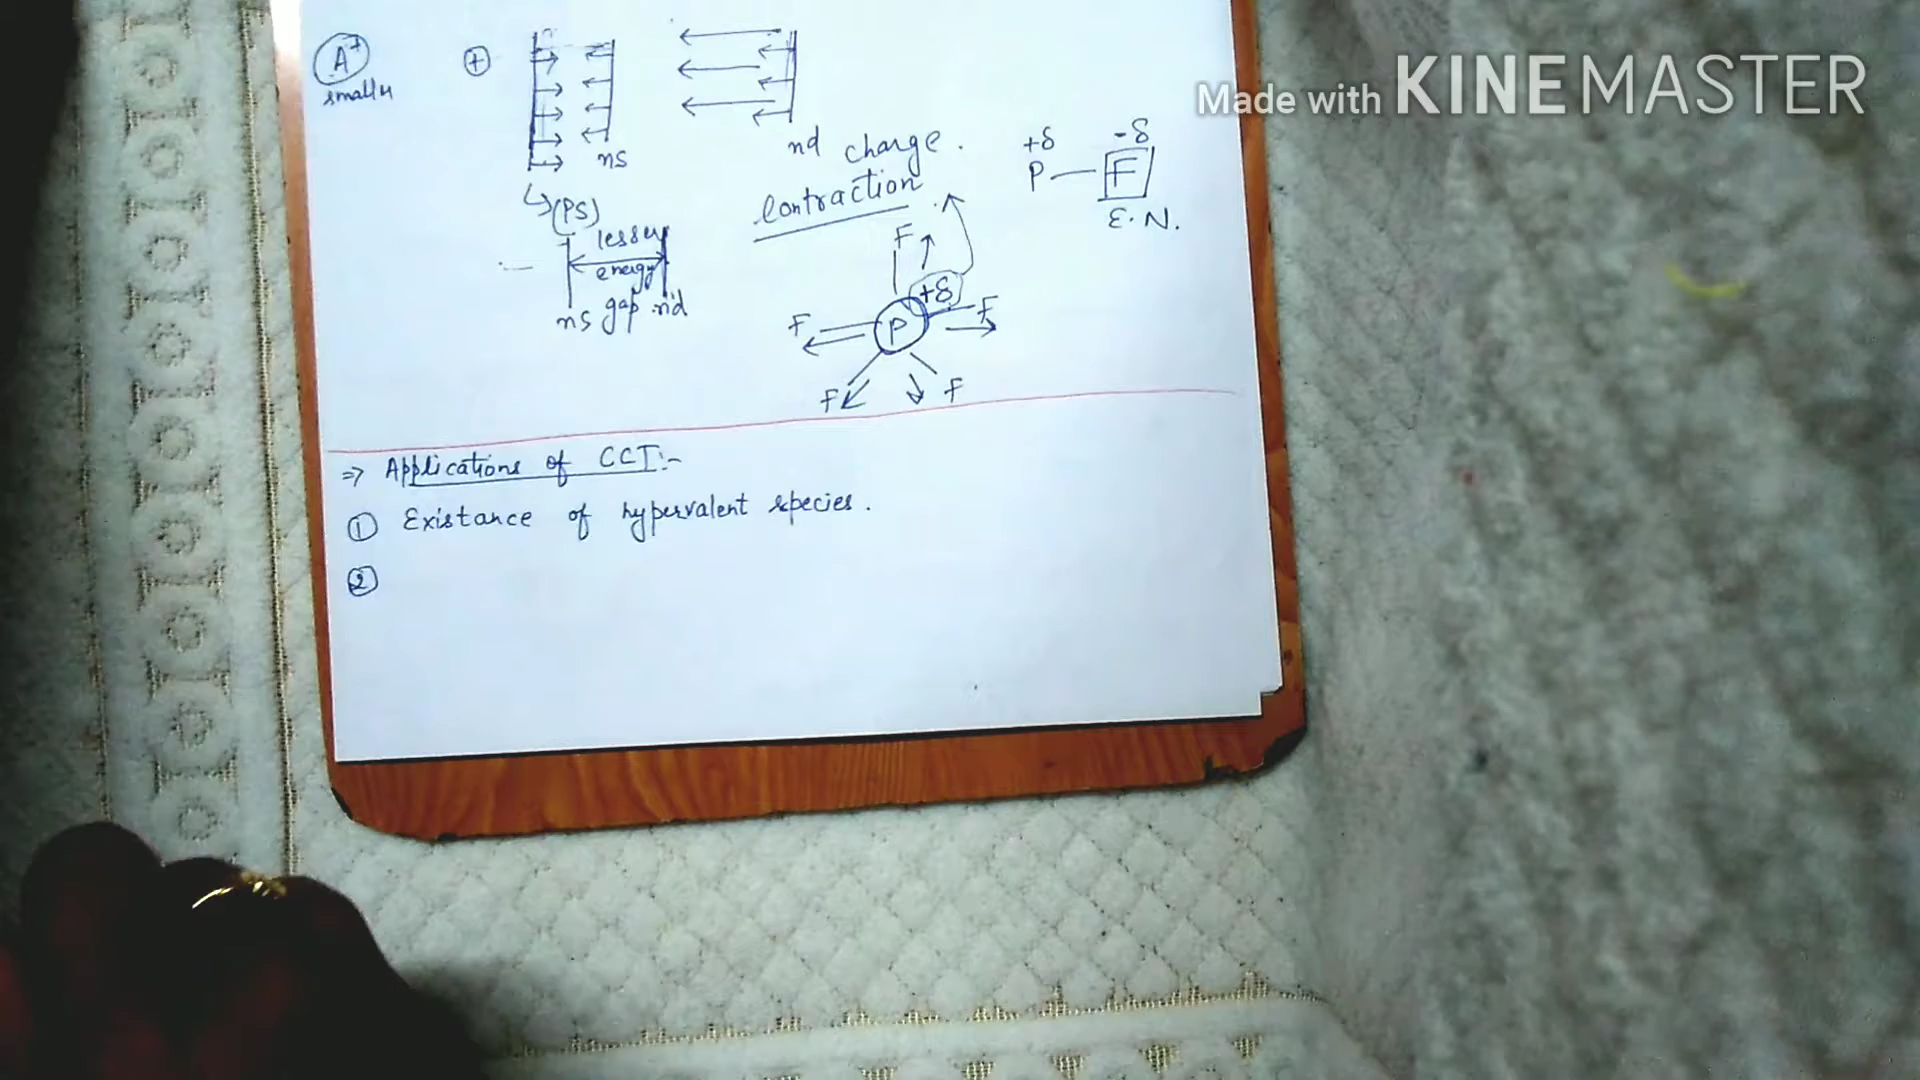 A+
smaller
+
ns
nd
(PS)
lesser
energy
gap
ns
nd
charge.
contraction
+δ
P
-δ
F
E.N.
F
+δ
F
P
F
F
F
⇒ Applications of CCT:-
① Existance of hypervalent species.
②
Made with KINEMASTER